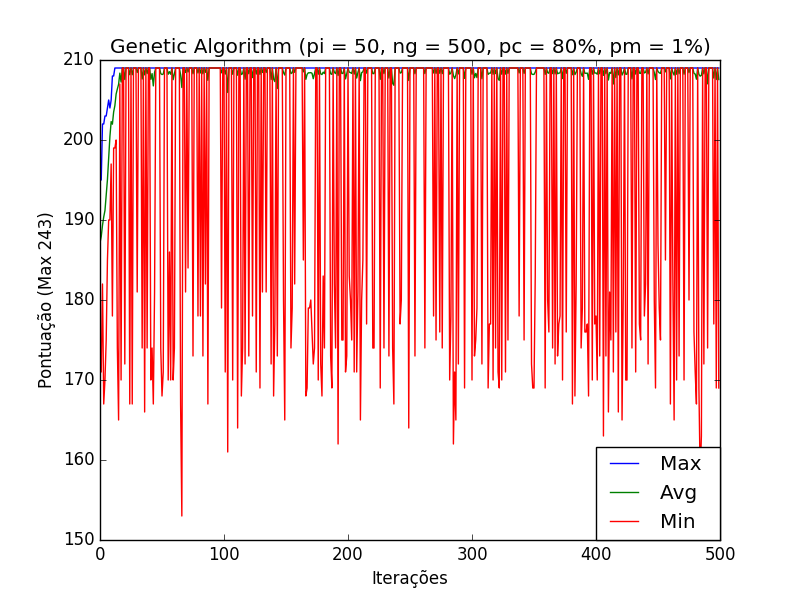 Genetic Algorithm (pi = 50, ng = 500, pc = 80%, pm = 1%)
210
200
190
180
170
160
150
Pontuação (Max 243)
0 100 200 300 400 500
Iterações
Max
Avg
Min